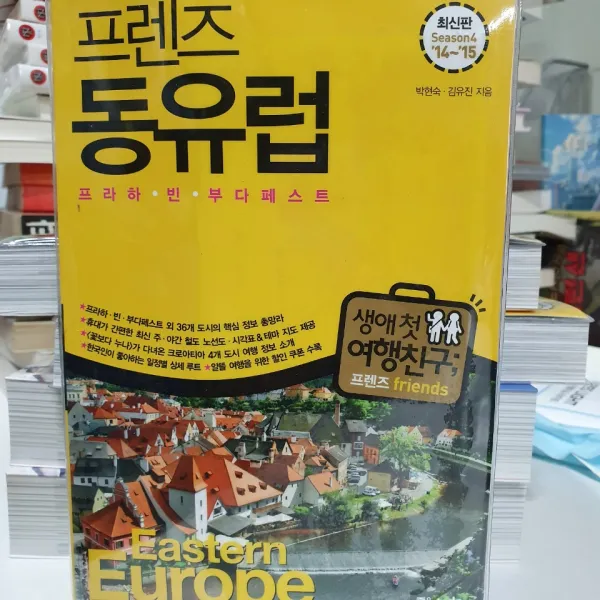 프렌즈
동유럽
프라하·빈·부다페스트
최신판
Season4
'14~'15
박현숙·김유진 지음
★프라하·빈·부다페스트 외 36개 도시의 핵심 정보 총망라
★휴대가 간편한 최신 주·야간 철도 노선도·시각표&테마 지도 제공
★<꽃보다 누나>가 다녀온 크로아티아 4개 도시 여행 정보 소개
★한국인이 좋아하는 일정별 상세 루트 ★알뜰 여행을 위한 할인 쿠폰 수록
생애 첫
여행친구;
프렌즈 friends
Eastern
Europe